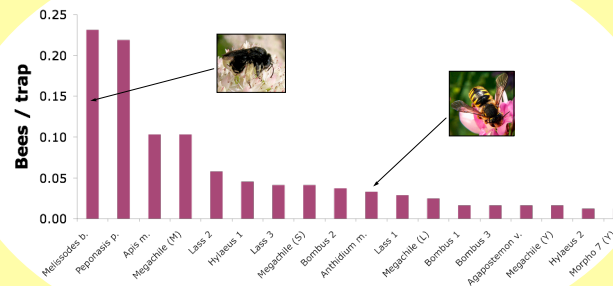 0.25
0.20
0.15
0.10
0.05
0.00
Bees / trap
Melissodes b.
Peponasis p.
Apis m.
Megachile (M)
Lass 2
Hylaeus 1
Lass 3
Megachile (S)
Bombus 2
Anthidium m.
Lass 1
Megachile (L)
Bombus 1
Bombus 3
Agapostemon v.
Megachile (Y)
Hylaeus 2
Morpho 7 (Y)